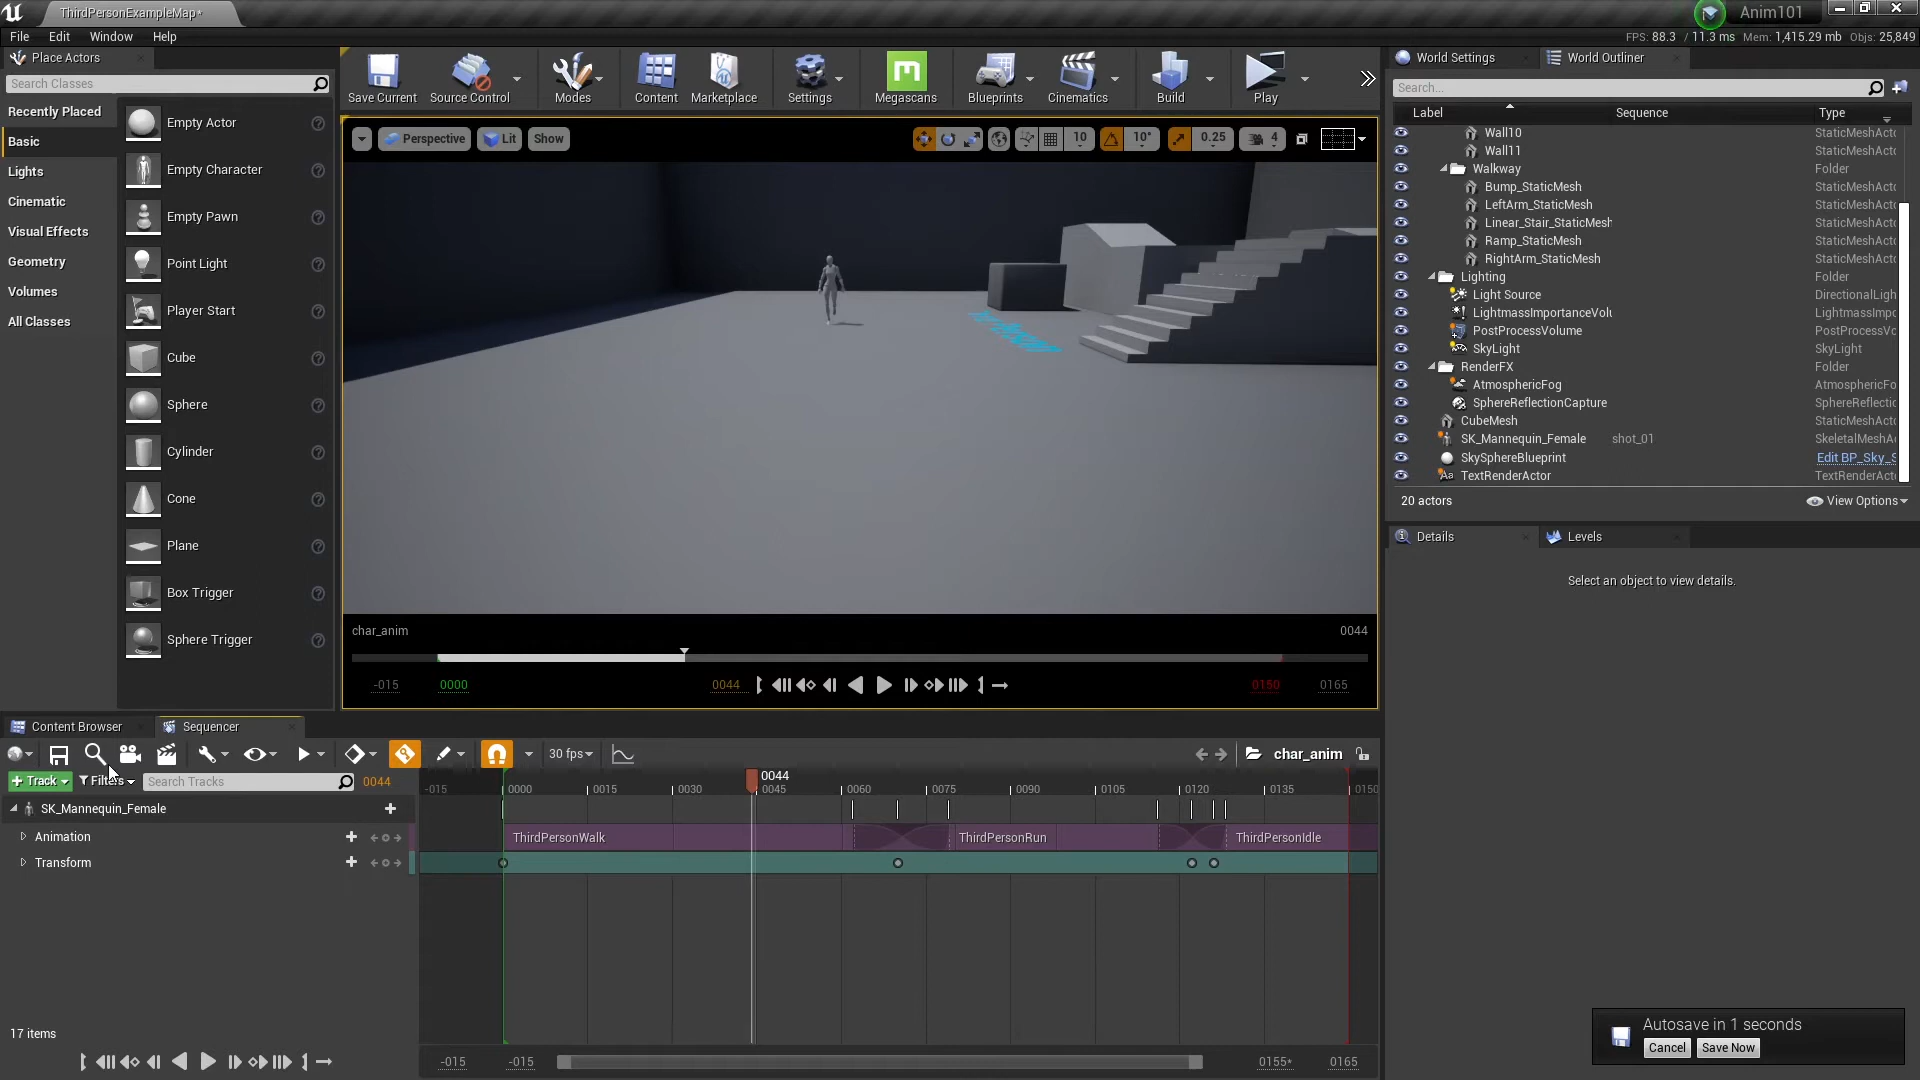 ThirdPersonExampleMap*
Anim101
File Edit Window Help
FPS: 88.3 / 11.3 ms Mem: 1,415.29 mb Objs: 25,849
Place Actors
Search Classes
Recently Placed
Basic
Lights
Cinematic
Visual Effects
Geometry
Volumes
All Classes
Empty Actor
Empty Character
Empty Pawn
Point Light
Player Start
Cube
Sphere
Cylinder
Cone
Plane
Box Trigger
Sphere Trigger
Save Current Source Control Modes Content Marketplace Settings Megascans Blueprints Cinematics Build Play
Perspective Lit Show 10 10° 0.25 4
char_anim 0044
-015 0000 0044 0150 0165
World Settings World Outliner
Search...
Label Sequence Type
Wall10 StaticMeshActo
Wall11 StaticMeshActo
Walkway Folder
Bump_StaticMesh StaticMeshActo
LeftArm_StaticMesh StaticMeshActo
Linear_Stair_StaticMesh StaticMeshActo
Ramp_StaticMesh StaticMeshActo
RightArm_StaticMesh StaticMeshActo
Lighting Folder
Light Source DirectionalLigh
LightmassImportanceVolu LightmassImpo
PostProcessVolume PostProcessVo
SkyLight SkyLight
RenderFX Folder
AtmosphericFog AtmosphericFo
SphereReflectionCapture SphereReflectic
CubeMesh StaticMeshActo
SK_Mannequin_Female shot_01 SkeletalMeshAc
SkySphereBlueprint Edit BP_Sky_S
TextRenderActor TextRenderActo
20 actors View Options
Details Levels
Select an object to view details.
Content Browser Sequencer
30 fps char_anim
+ Track Filters Search Tracks 0044
-015 0000 0015 0030 0044 0045 0060 0075 0090 0105 0120 0135 0150
SK_Mannequin_Female
Animation ThirdPersonWalk ThirdPersonRun ThirdPersonIdle
Transform
17 items
-015 -015 0155* 0165
Autosave in 1 seconds
Cancel Save Now